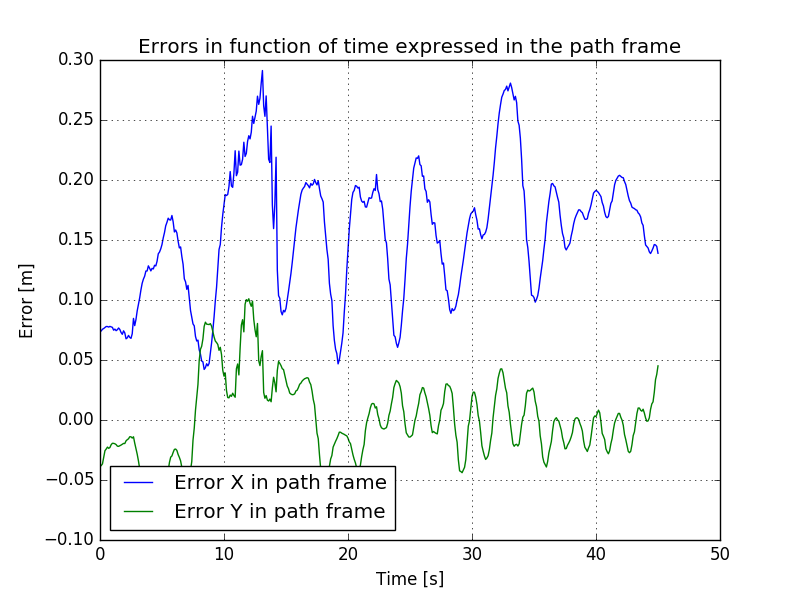 Errors in function of time expressed in the path frame
0.30
0.25
0.20
0.15
0.10
0.05
0.00
−0.05
−0.10
Error [m]
Error X in path frame
Error Y in path frame
0 10 20 30 40 50
Time [s]